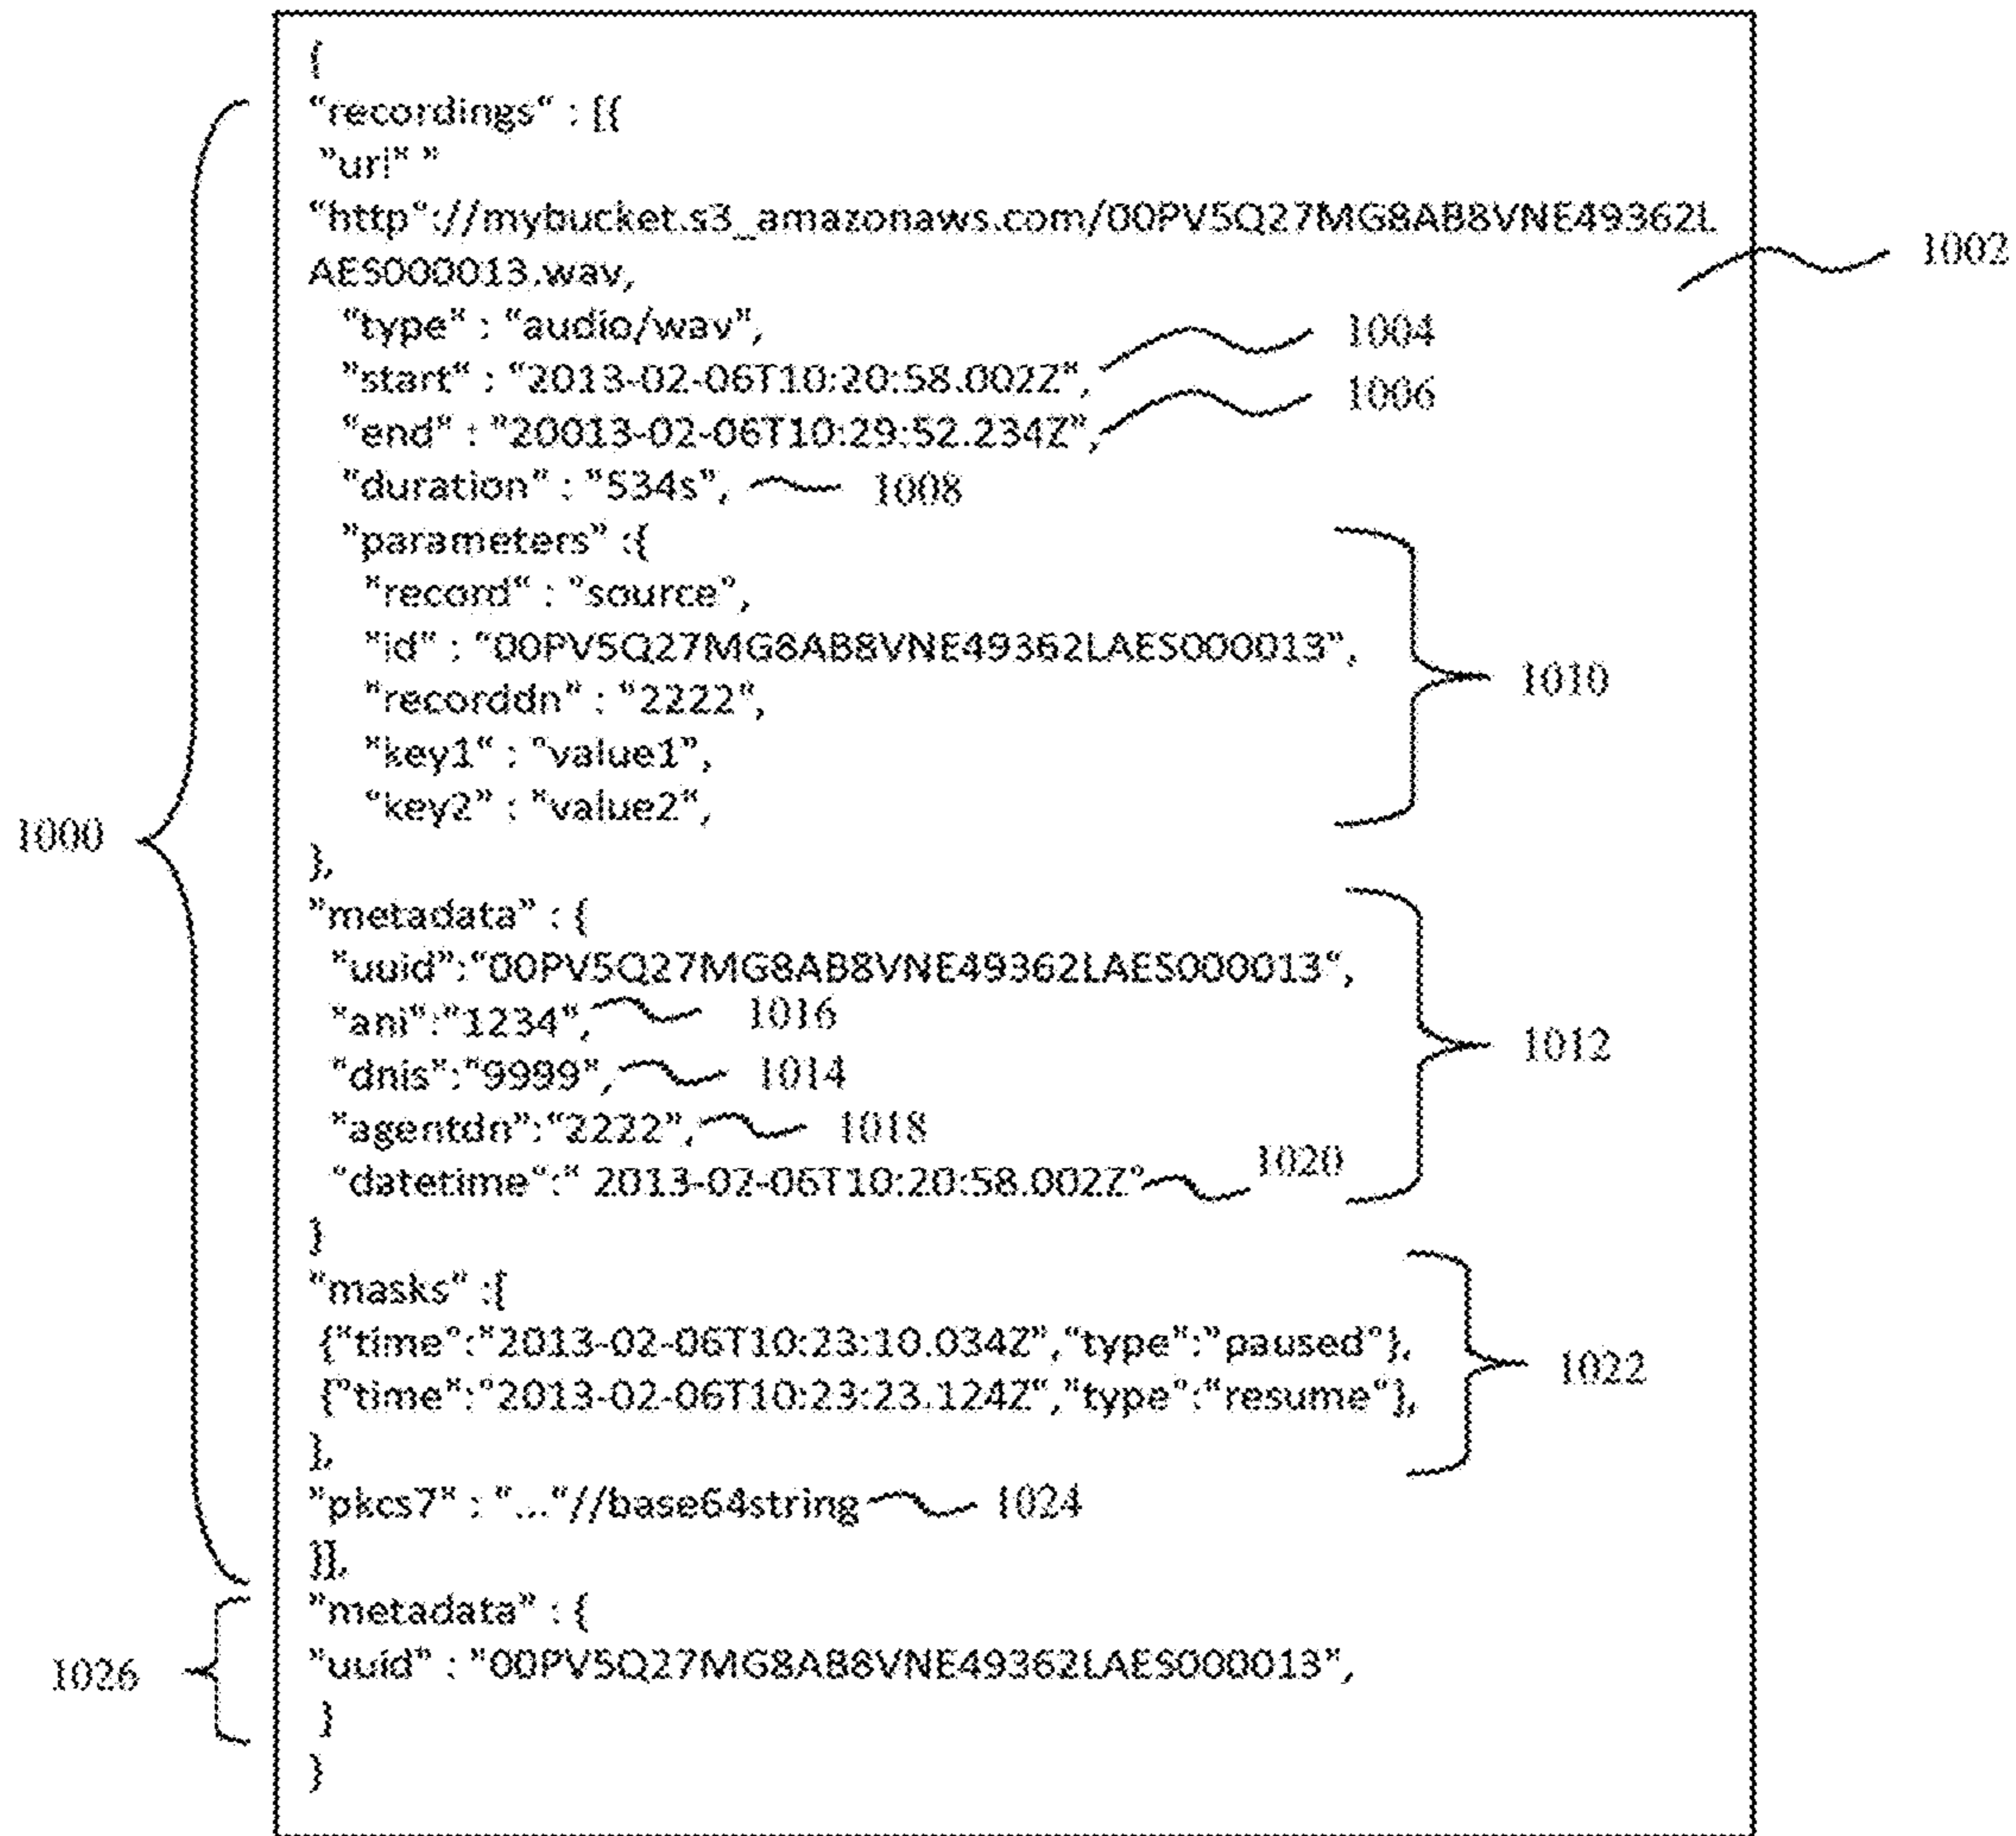 {
"recordings" : [{
"url" "
"http"://mybucket.s3_amazonaws.com/00PV5Q27MG8AB8VNE49362L
AES000013.wav,
1002
"type" : "audio/wav",
1004
"start" : "2013-02-06T10:20:58.002Z",
1006
"end" : "20013-02-06T10:29:52.234Z",
"duration" : "534s",
1008
"parameters" :{
"record" : "source",
"id" : "00PV5Q27MG8AB8VNE49362LAES000013",
1010
"recorddn" : "2222",
"key1" : "value1",
"key2" : "value2",
1000
},
"metadata" : {
"uuid":"00PV5Q27MG8AB8VNE49362LAES000013",
"ani":"1234",
1016
1012
"dnis":"9999",
1014
"agentdn":"2222",
1018
"datetime":" 2013-02-06T10:20:58.002Z"
1020
}
"masks" :[
{"time":"2013-02-06T10:23:10.034Z","type":"paused"},
1022
{"time":"2013-02-06T10:23:23.124Z","type":"resume"},
],
"pkcs7" : "..."//base64string
1024
}],
"metadata" : {
"uuid" : "00PV5Q27MG8AB8VNE49362LAES000013",
1026
}
}